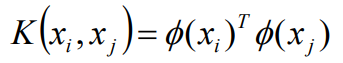 K(x_i, x_j) = ϕ(x_i)^T ϕ(x_j)